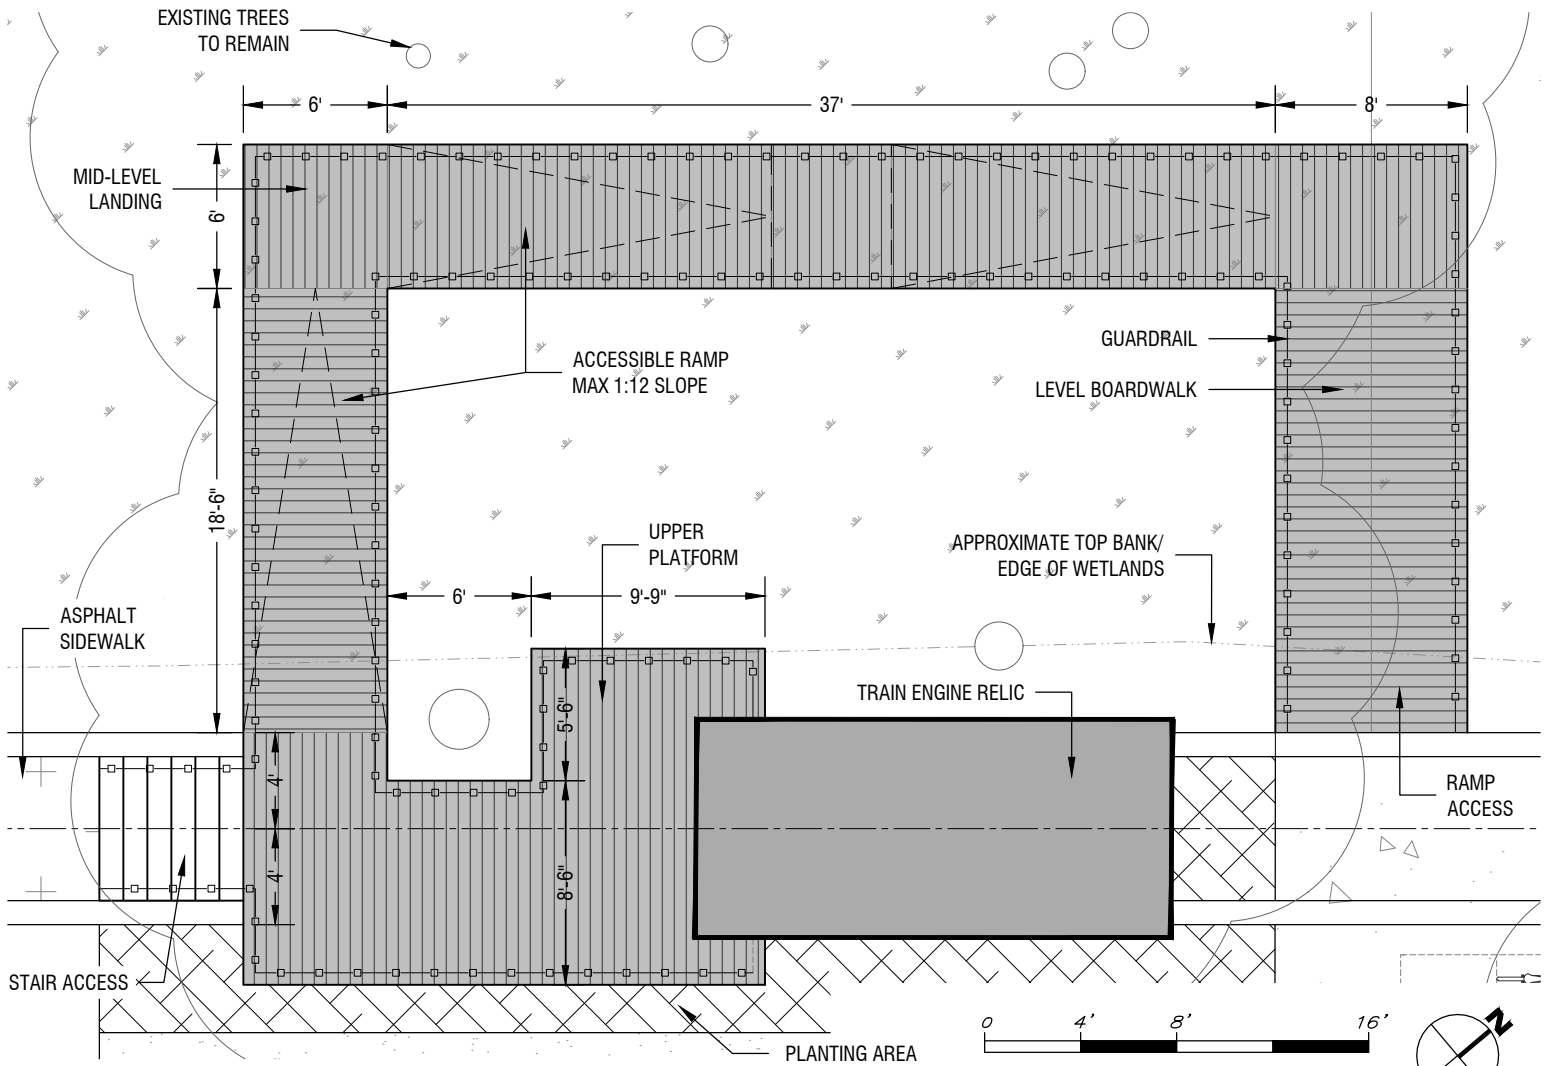 EXISTING TREES
TO REMAIN
6'
37'
8'
MID-LEVEL
LANDING
6'
ACCESSIBLE RAMP
MAX 1:12 SLOPE
GUARDRAIL
LEVEL BOARDWALK
18'-6"
UPPER
PLATFORM
APPROXIMATE TOP BANK/
EDGE OF WETLANDS
6'
9'-9"
ASPHALT
SIDEWALK
TRAIN ENGINE RELIC
5'-6"
4'
4'
8'-6"
RAMP
ACCESS
STAIR ACCESS
PLANTING AREA
0 4' 8' 16'
N